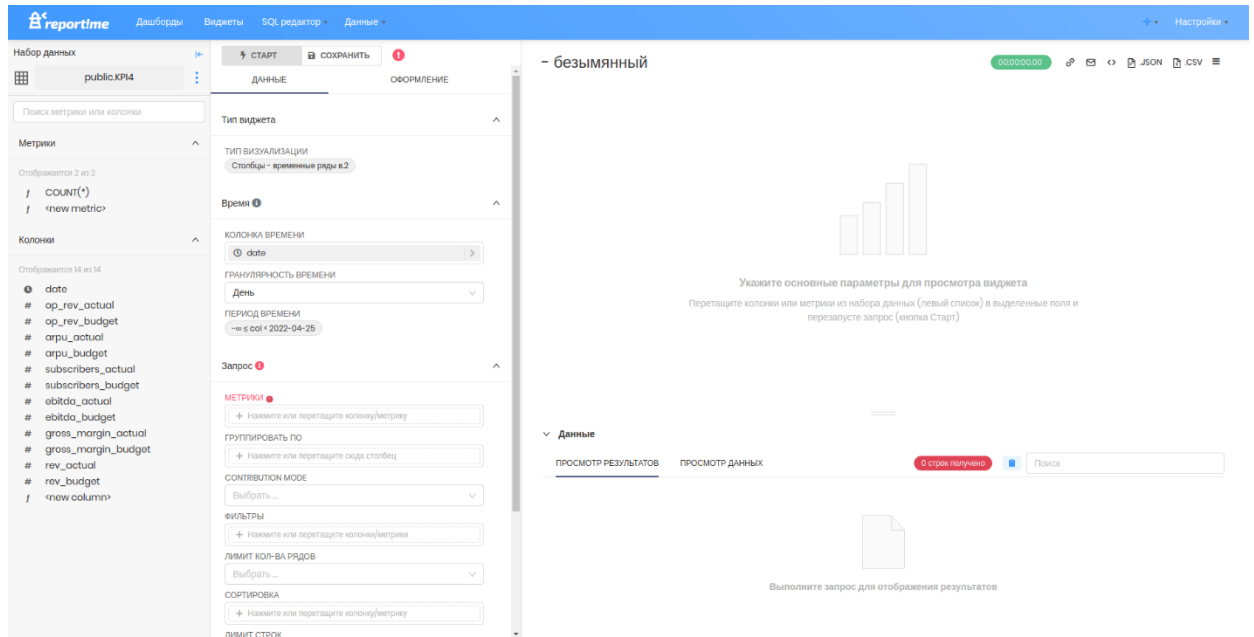 report!me
Дашборды
Виджеты
SQL редактор
Данные
Настройки
Набор данных
public.KPI4
Поиск метрики или колонки
Метрики
Отображается 2 из 2
ƒ COUNT(*)
ƒ <new metric>
Колонки
Отображается 14 из 14
date
# op_rev_actual
# op_rev_budget
# arpu_actual
# arpu_budget
# subscribers_actual
# subscribers_budget
# ebitda_actual
# ebitda_budget
# gross_margin_actual
# gross_margin_budget
# rev_actual
# rev_budget
ƒ <new column>
СТАРТ
СОХРАНИТЬ
ДАННЫЕ
ОФОРМЛЕНИЕ
Тип виджета
ТИП ВИЗУАЛИЗАЦИИ
Столбцы - временные ряды в.2
Время
КОЛОНКА ВРЕМЕНИ
date
ГРАНУЛЯРНОСТЬ ВРЕМЕНИ
День
ПЕРИОД ВРЕМЕНИ
-∞ ≤ col < 2022-04-25
Запрос
МЕТРИКИ
+ Нажмите или перетащите колонку/метрику
ГРУППИРОВАТЬ ПО
+ Нажмите или перетащите сюда столбец
CONTRIBUTION MODE
Выбрать ...
ФИЛЬТРЫ
+ Нажмите или перетащите колонки/метрики
ЛИМИТ КОЛ-ВА РЯДОВ
Выбрать ...
СОРТИРОВКА
+ Нажмите или перетащите колонку/метрику
ЛИМИТ СТРОК
- безымянный
00:00:00.00
.JSON
.CSV
Укажите основные параметры для просмотра виджета
Перетащите колонки или метрики из набора данных (левый список) в выделенные поля и
перезапусте запрос (кнопка Старт)
Данные
ПРОСМОТР РЕЗУЛЬТАТОВ
ПРОСМОТР ДАННЫХ
0 строк получено
Поиск
Выполните запрос для отображения результатов